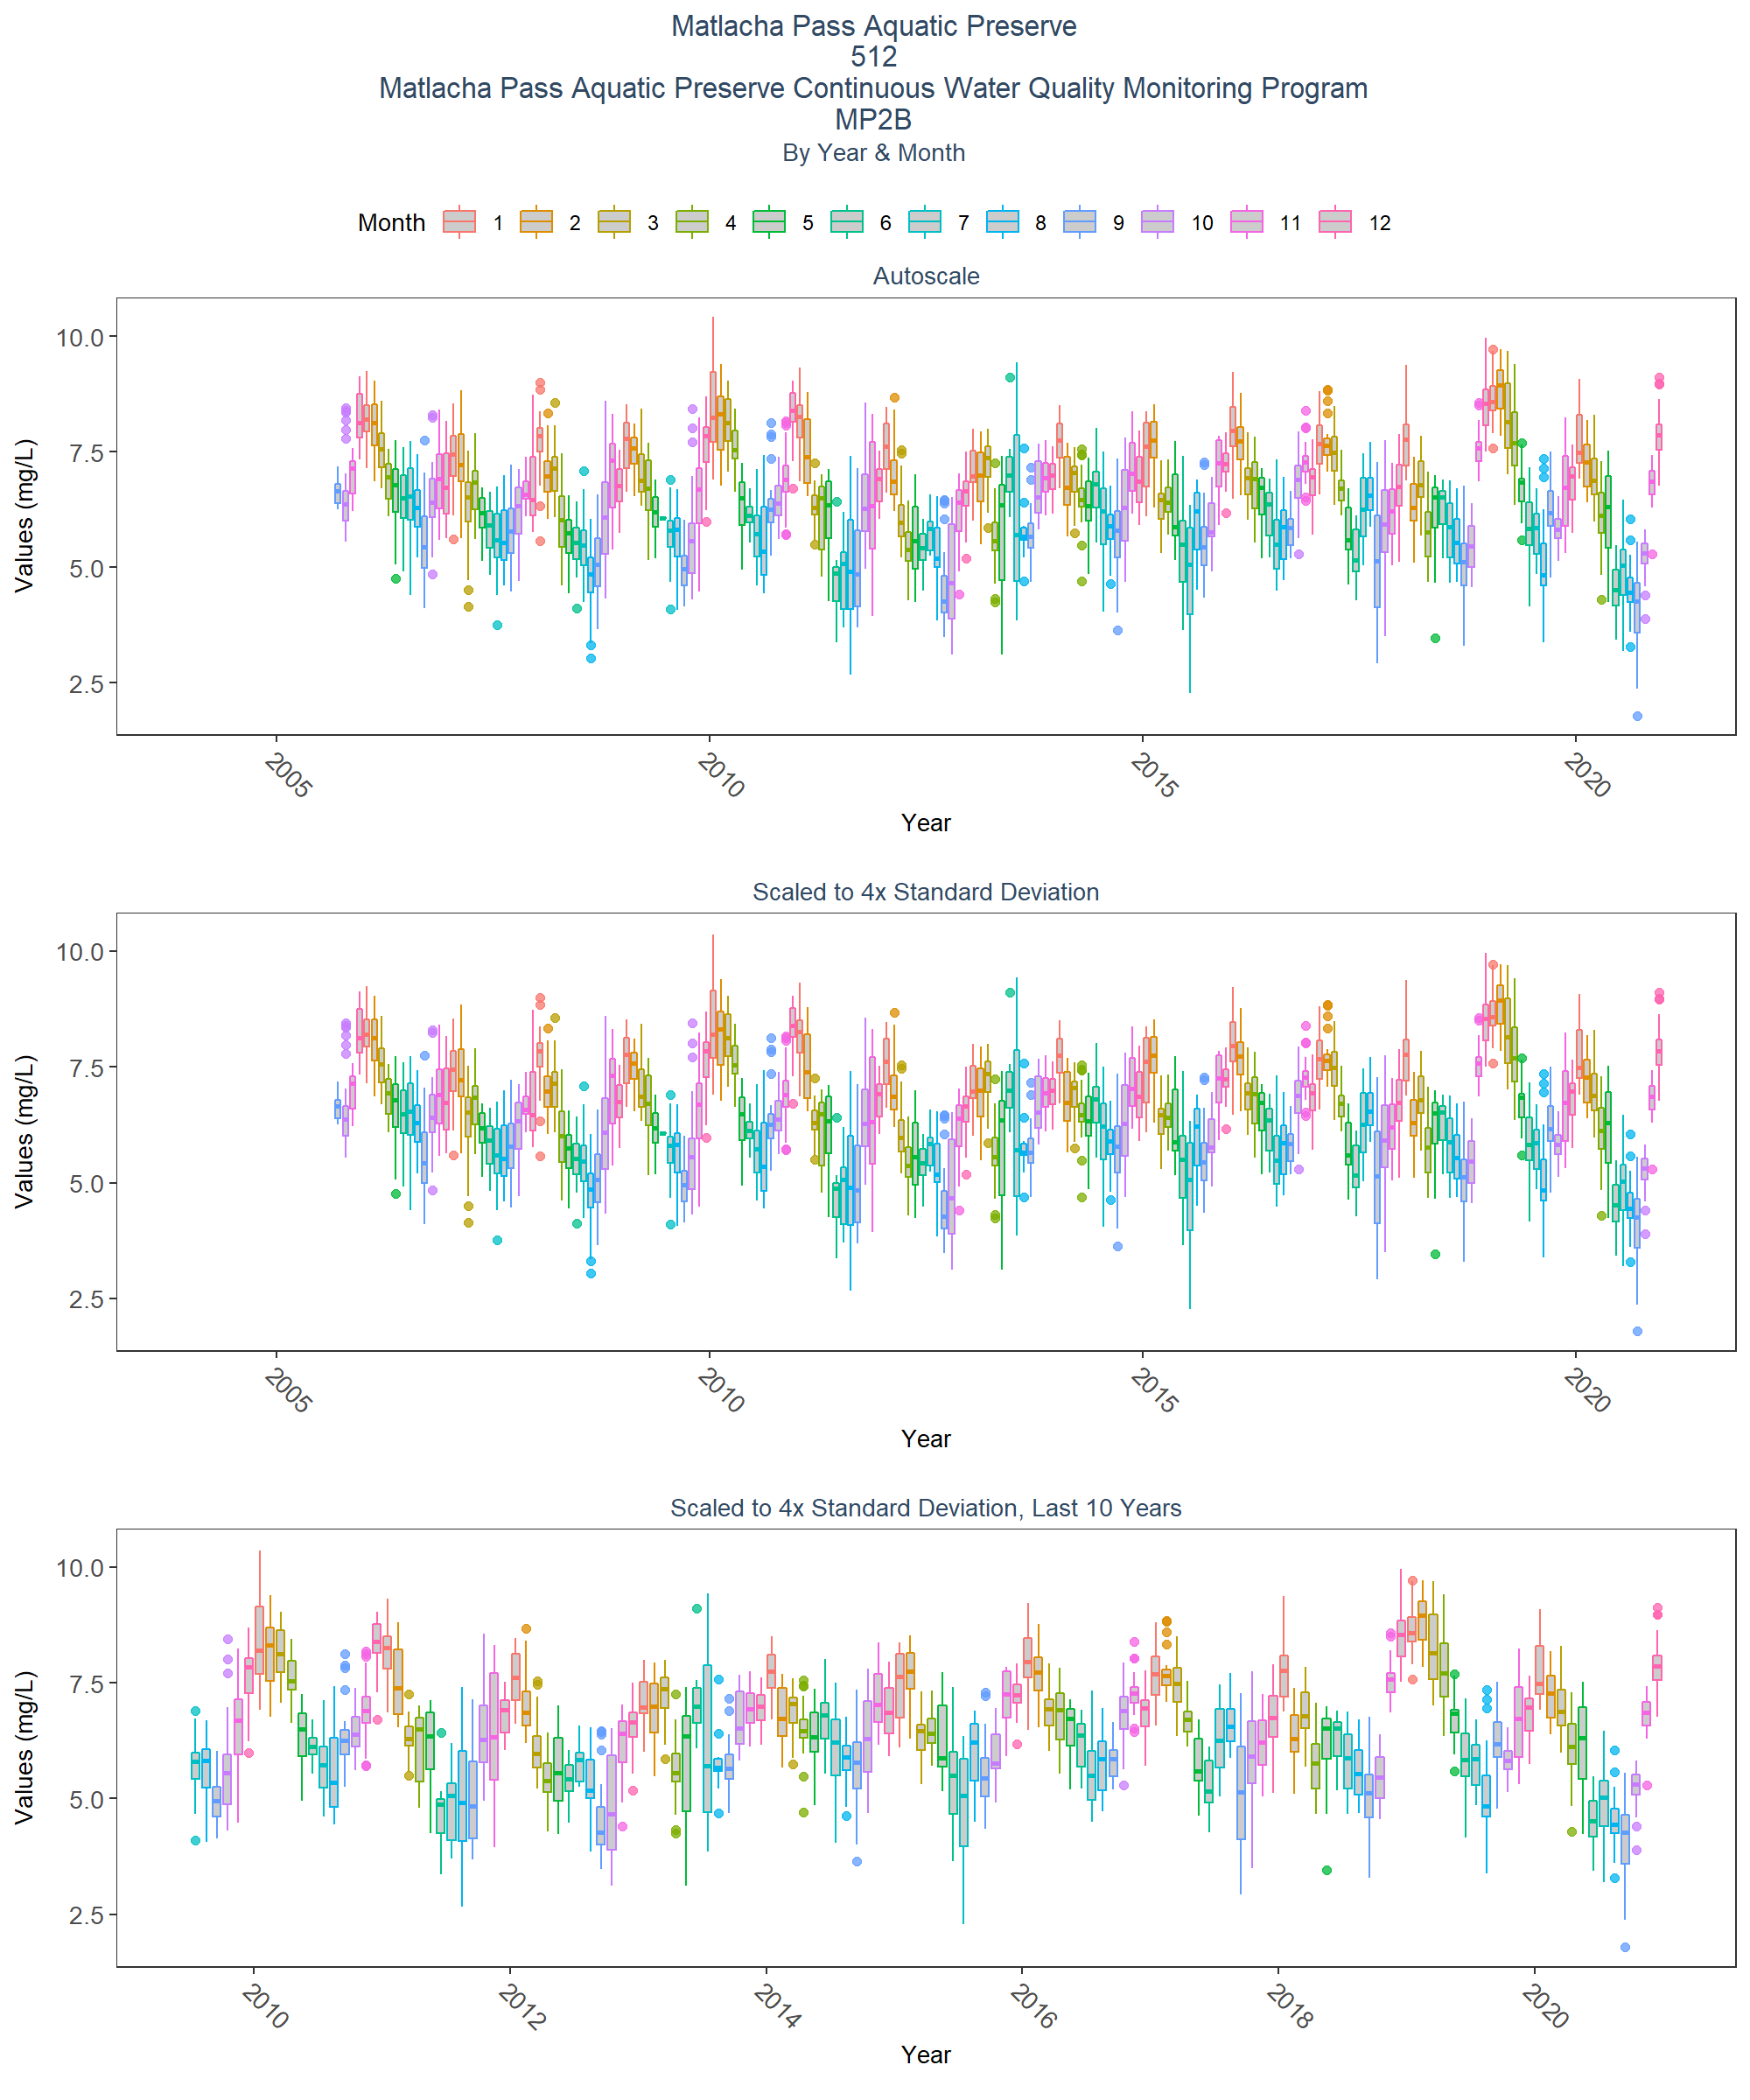 Matlacha Pass Aquatic Preserve
512
Matlacha Pass Aquatic Preserve Continuous Water Quality Monitoring Program
MP2B
By Year & Month
Month 1 2 3 4 5 6 7 8 9 10 11 12
Autoscale
Values (mg/L)
10.0
7.5
5.0
2.5
2005 2010 2015 2020
Year
Scaled to 4x Standard Deviation
Values (mg/L)
10.0
7.5
5.0
2.5
2005 2010 2015 2020
Year
Scaled to 4x Standard Deviation, Last 10 Years
Values (mg/L)
10.0
7.5
5.0
2.5
2010 2012 2014 2016 2018 2020
Year